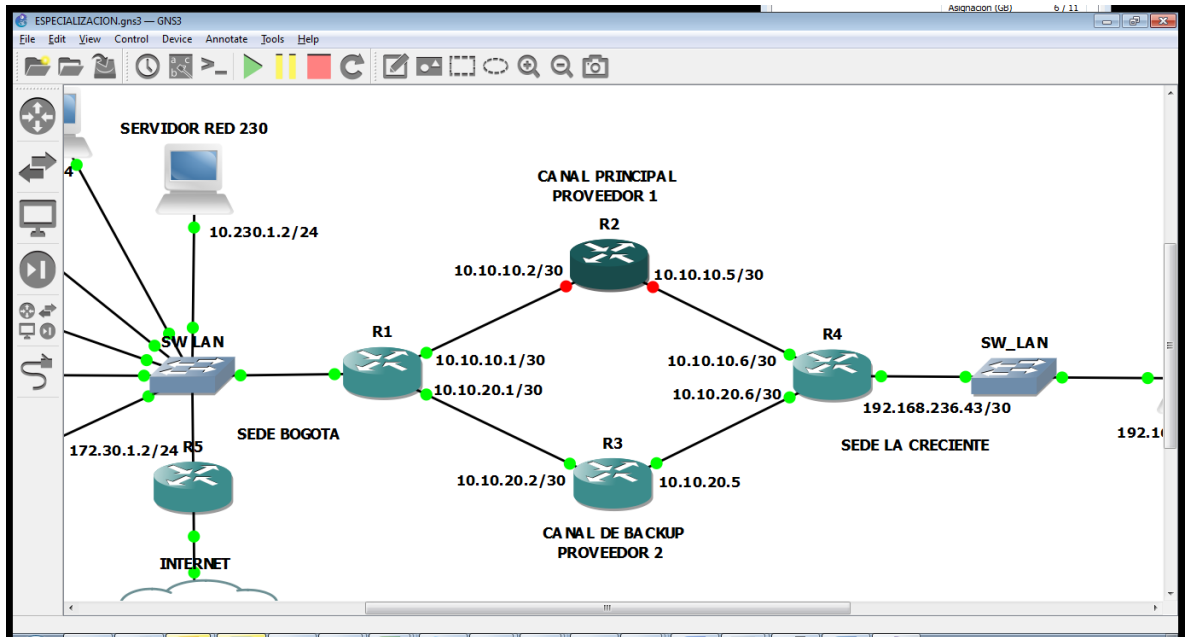 Asignacion (GB) 6 / 11
ESPECIALIZACION.gns3 — GNS3
File Edit View Control Device Annotate Tools Help
SERVIDOR RED 230
4
10.230.1.2/24
CANAL PRINCIPAL
PROVEEDOR 1
R2
10.10.10.2/30
10.10.10.5/30
SW LAN
R1
10.10.10.1/30
10.10.20.1/30
R4
10.10.10.6/30
10.10.20.6/30
SW_LAN
192.168.236.43/30
SEDE BOGOTA
172.30.1.2/24
R5
R3
SEDE LA CRECIENTE
192.1
10.10.20.2/30
10.10.20.5
CANAL DE BACKUP
PROVEEDOR 2
INTERNET